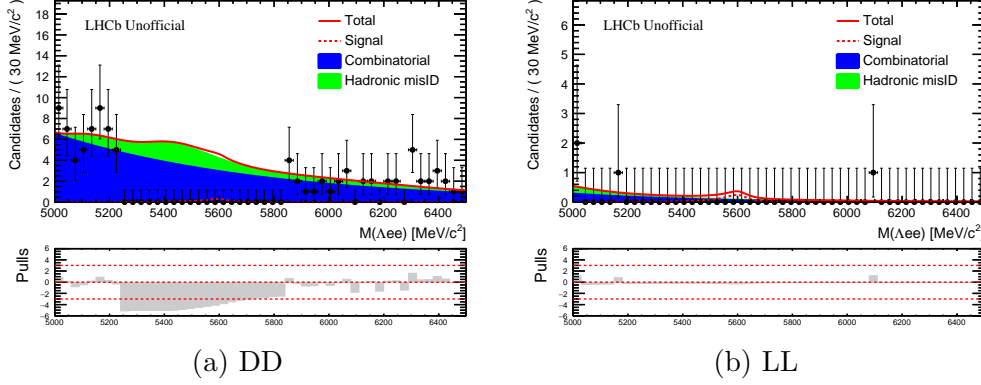 LHCb Unofficial
Total
Signal
Combinatorial
Hadronic misID
Candidates / ( 30 MeV/c²)
18
16
14
12
10
8
6
4
2
0
5000 5200 5400 5600 5800 6000 6200 6400
M(Λee) [MeV/c²]
Pulls
6
4
2
0
−2
−4
−6
5000 5200 5400 5600 5800 6000 6200 6400
(a) DD
LHCb Unofficial
Total
Signal
Combinatorial
Hadronic misID
Candidates / ( 30 MeV/c²)
6
5
4
3
2
1
0
5000 5200 5400 5600 5800 6000 6200 6400
M(Λee) [MeV/c²]
Pulls
6
4
2
0
−2
−4
−6
5000 5200 5400 5600 5800 6000 6200 6400
(b) LL